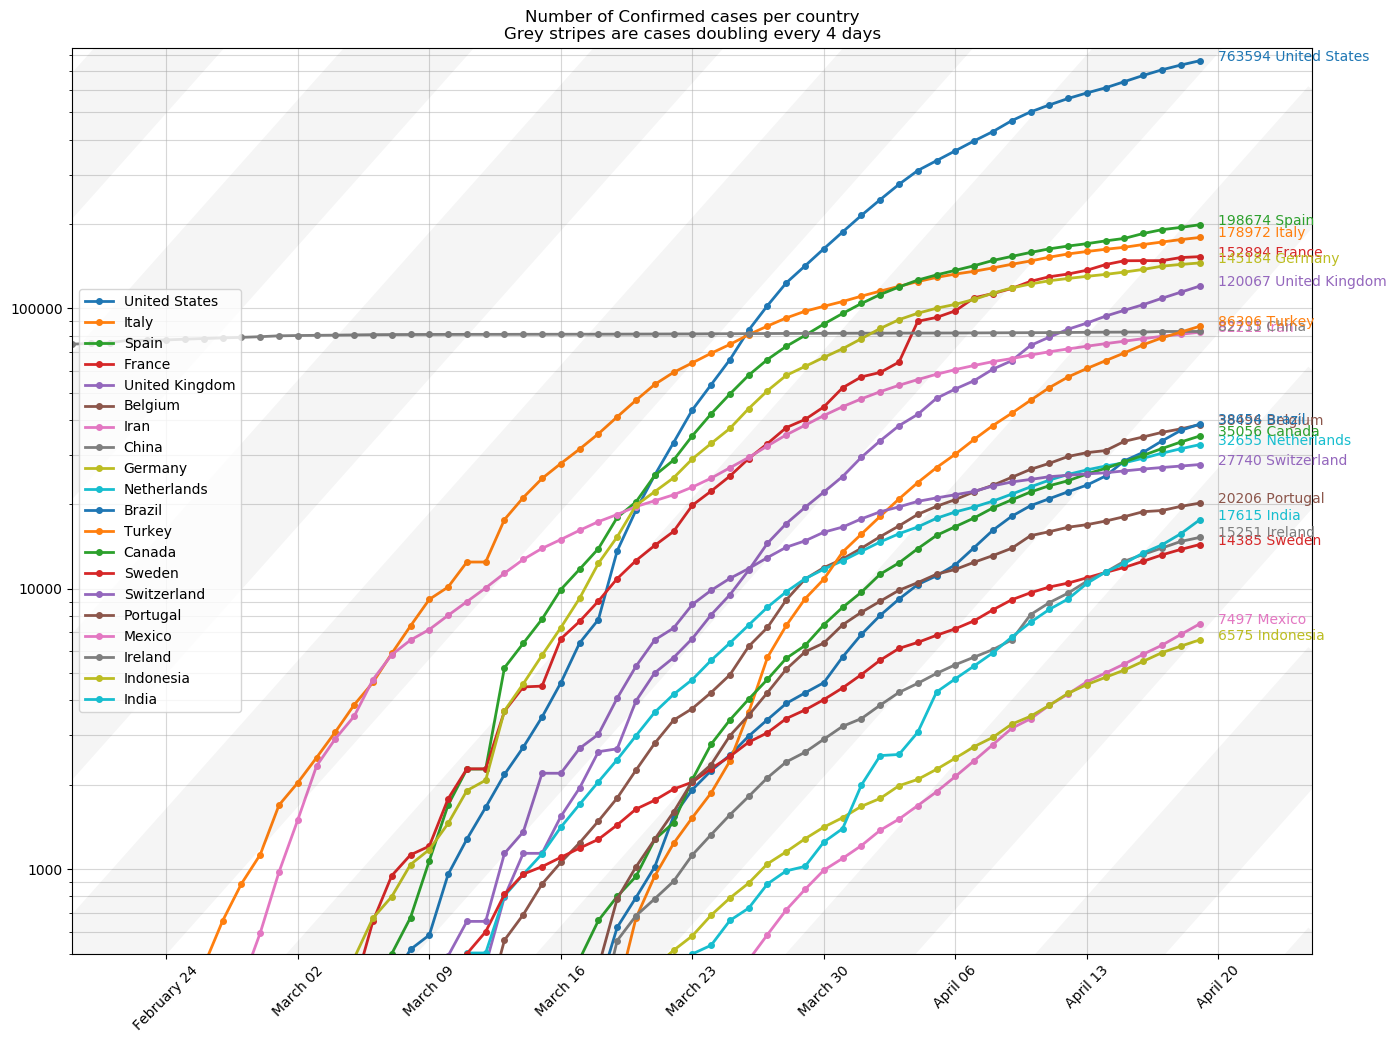 Number of Confirmed cases per country
Grey stripes are cases doubling every 4 days
763594 United States
198674 Spain
178972 Italy
152894 France
145184 Germany
120067 United Kingdom
86306 Turkey
China
38654 Brazil
38496 Belgium
35056 Canada
32655 Netherlands
27740 Switzerland
20206 Portugal
17615 India
15251 Ireland
14385 Sweden
7497 Mexico
6575 Indonesia
100000
10000
1000
United States
Italy
Spain
France
United Kingdom
Belgium
Iran
China
Germany
Netherlands
Brazil
Turkey
Canada
Sweden
Switzerland
Portugal
Mexico
Ireland
Indonesia
India
February 24
March 02
March 09
March 16
March 23
March 30
April 06
April 13
April 20